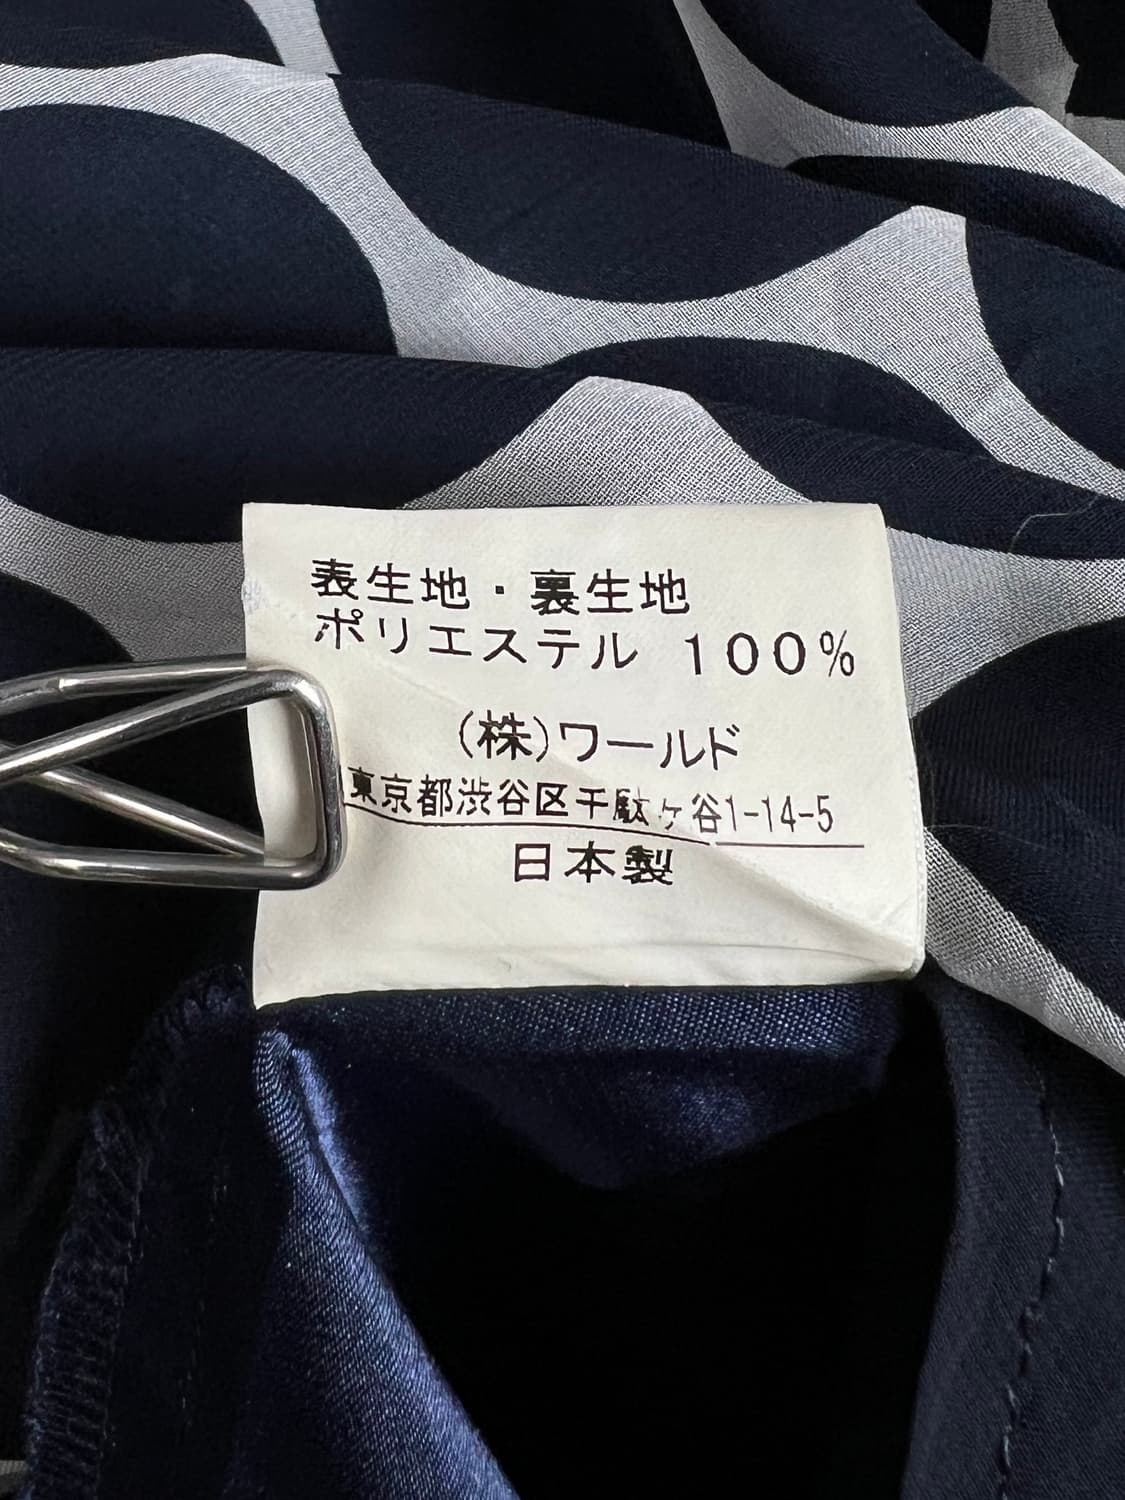 表生地・裏生地
ポリエステル 100%
(株)ワールド
東京都渋谷区千駄ヶ谷1-14-5
日本製